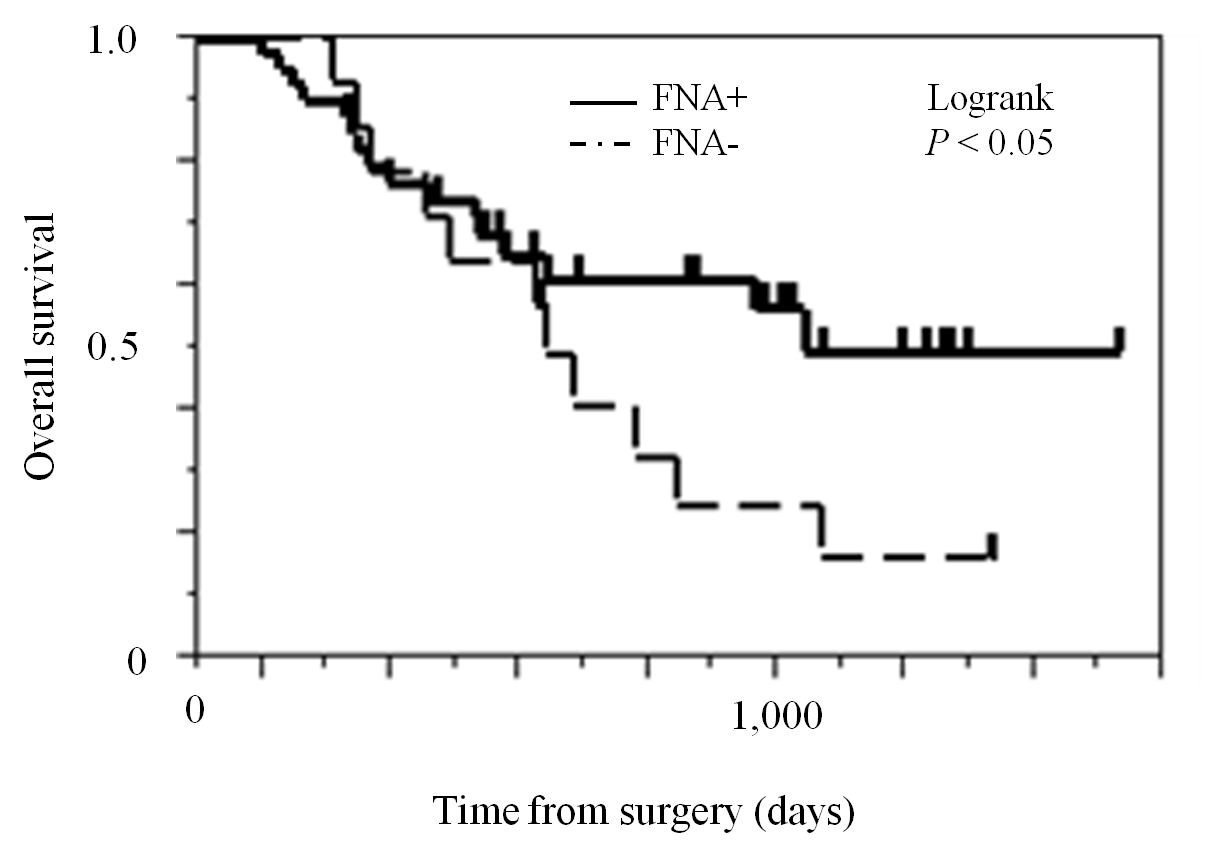 1.0
FNA+ Logrank
FNA- P < 0.05
Overall survival
0.5
0
0 1,000
Time from surgery (days)